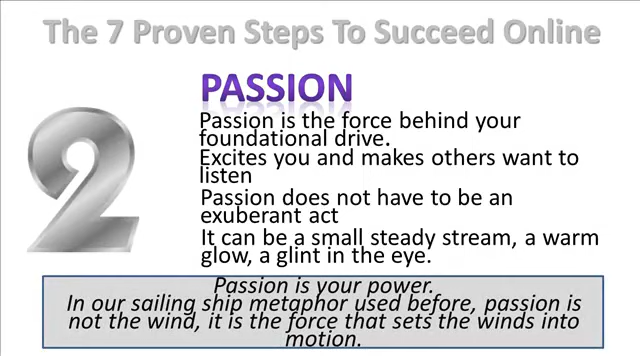 The 7 Proven Steps To Succeed Online
PASSION
2
Passion is the force behind your
foundational drive.
Excites you and makes others want to
listen
Passion does not have to be an
exuberant act
It can be a small steady stream, a warm
glow, a glint in the eye.
Passion is your power.
In our sailing ship metaphor used before, passion is
not the wind, it is the force that sets the winds into
motion.